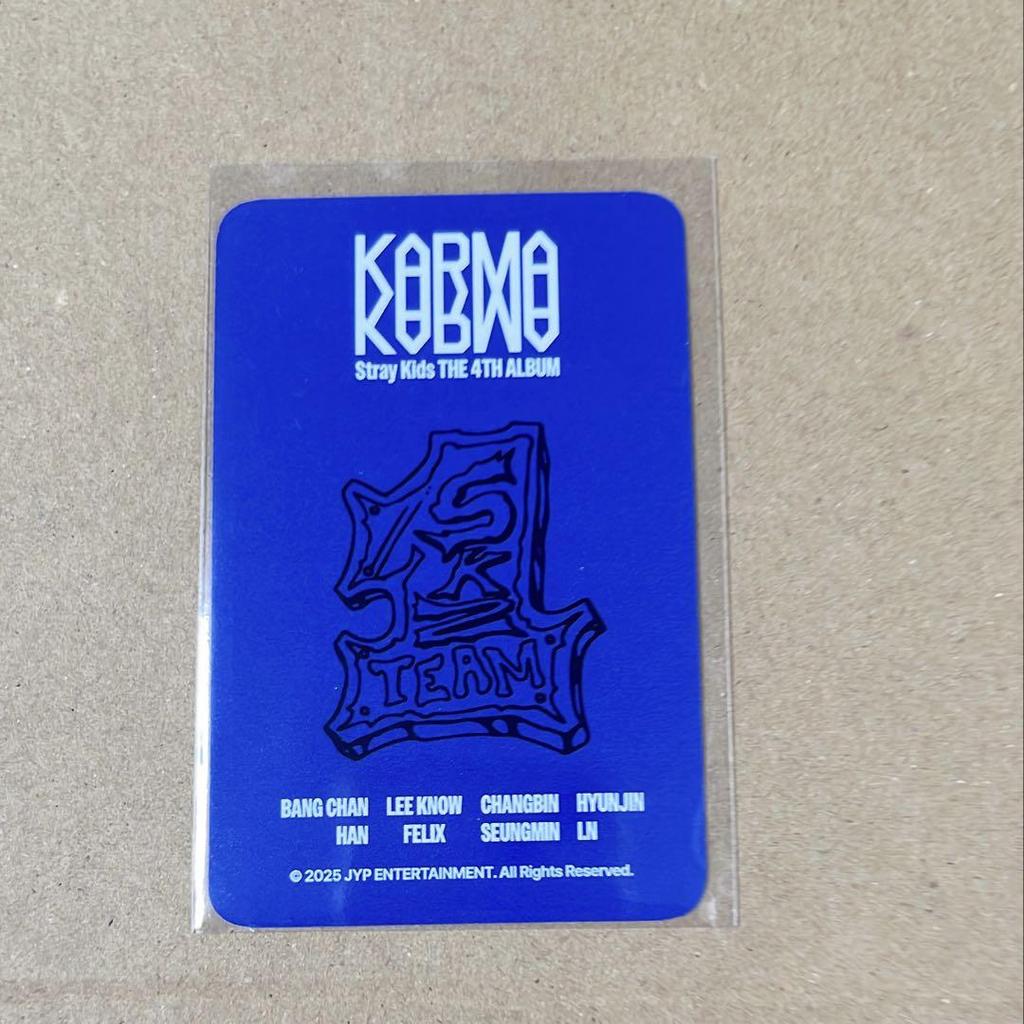 KARMA
KARMA
Stray Kids THE 4TH ALBUM
SKZ
TEAM
BANG CHAN LEE KNOW CHANGBIN HYUNJIN
HAN FELIX SEUNGMIN I.N
© 2025 JYP ENTERTAINMENT. All Rights Reserved.